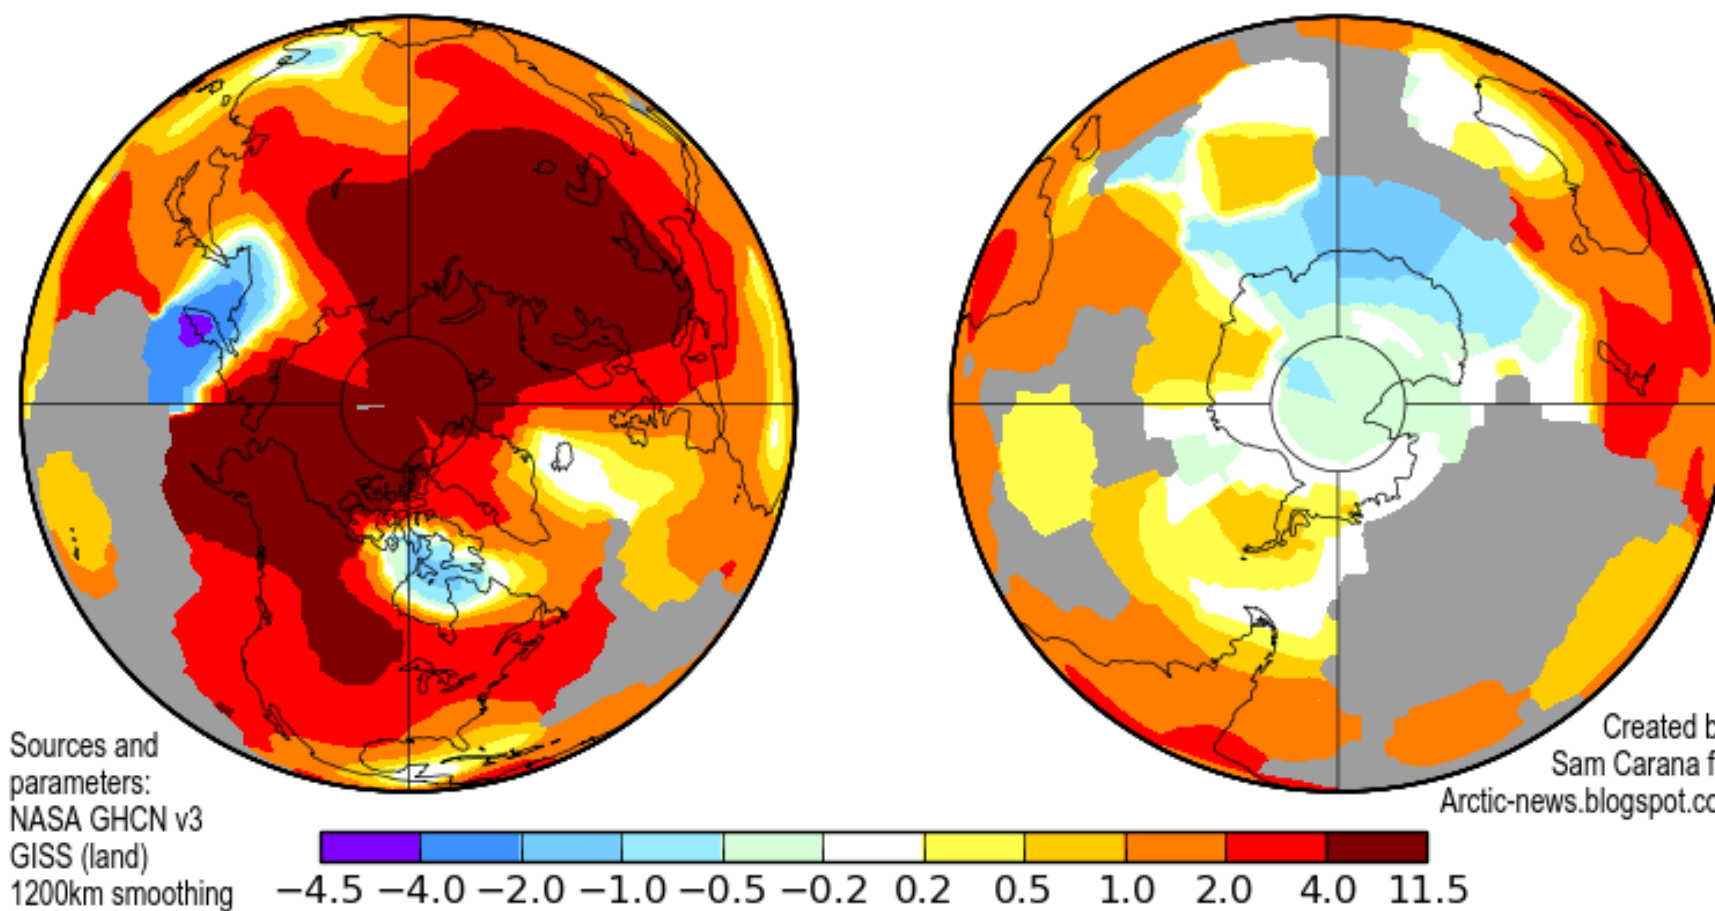 Sources and
parameters:
NASA GHCN v3
GISS (land)
1200km smoothing
Created b
Sam Carana f
Arctic-news.blogspot.co
−4.5 −4.0 −2.0 −1.0 −0.5 −0.2 0.2 0.5 1.0 2.0 4.0 11.5